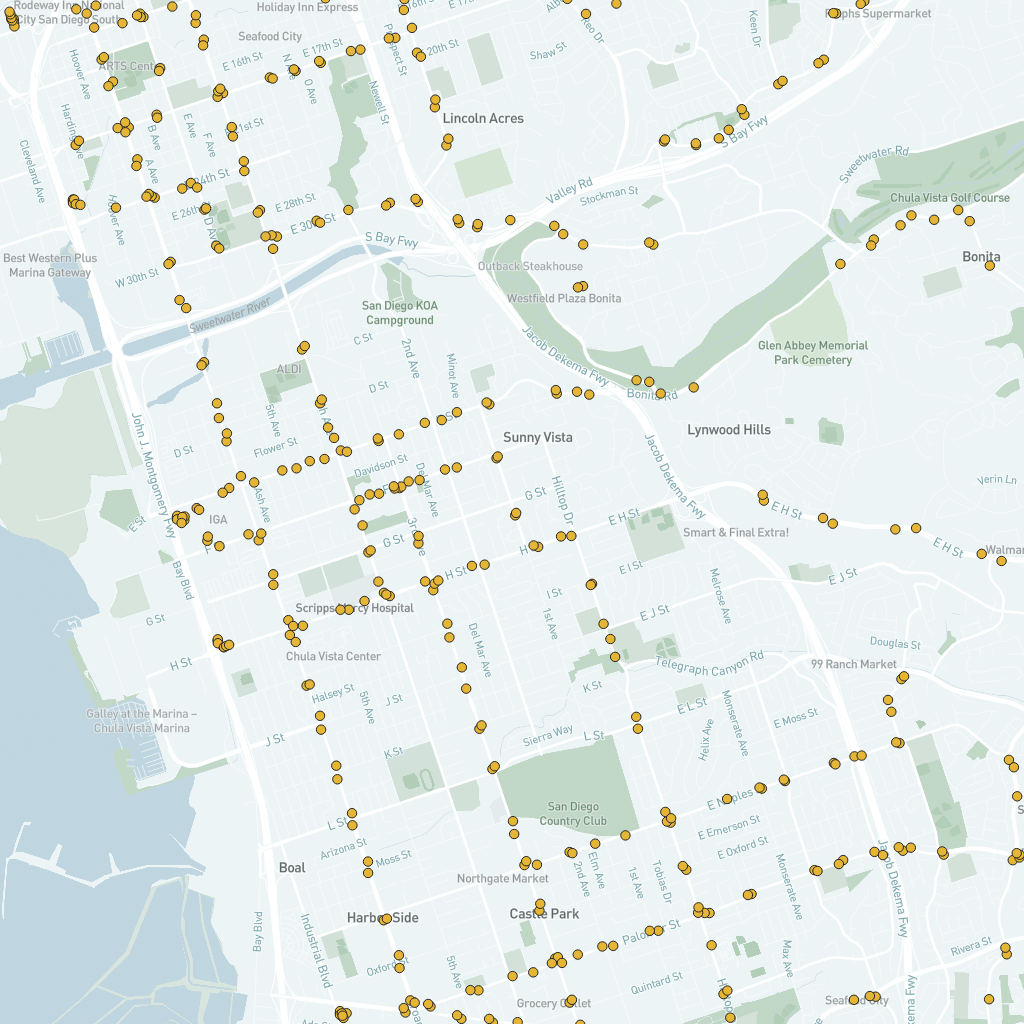 Rodeway Inn National
City San Diego South
Holiday Inn Express
Seafood City
E 17th St
E 16th St
Prospect St
20th St
Shaw St
Keen Dr
Ralphs Supermarket
Hoover Ave
ARTS Center
O Ave
Newell St
Lincoln Acres
Harding Ave
B Ave
E Ave
F Ave
1st St
S Bay Fwy
Cleveland Ave
A Ave
24th St
Valley Rd
Stockman St
Sweetwater Rd
Chula Vista Golf Course
Hoover Ave
E 26th St
D Ave
E 28th St
E 30th St
S Bay Fwy
Best Western Plus
Marina Gateway
W 30th St
Outback Steakhouse
Bonita
Westfield Plaza Bonita
San Diego KOA
Campground
Sweetwater River
C St
2nd Ave
Minot Ave
Jacob Dekema Fwy
Glen Abbey Memorial
Park Cemetery
ALDI
D St
Bonita Rd
John J. Montgomery Fwy
5th Ave
Flower St
D St
Sunny Vista
Lynwood Hills
Jacob Dekema Fwy
Davidson St
Del Mar Ave
Hilltop Dr
Verin Ln
G St
E St
IGA
Ash Ave
3rd Ave
G St
E H St
E H St
Smart & Final Extra!
E H St
Walmart
Bay Blvd
H St
E I St
E J St
Melrose Ave
G St
Scripps Mercy Hospital
I St
1st Ave
E J St
H St
Chula Vista Center
Del Mar Ave
Douglas St
Telegraph Canyon Rd
99 Ranch Market
Halsey St
5th Ave
J St
K St
E L St
Galley at the Marina –
Chula Vista Marina
J St
Sierra Way
L St
Helix Ave
Monserate Ave
E Moss St
K St
San Diego
Country Club
E Naples St
L St
Arizona St
Moss St
E Emerson St
E Oxford St
Boal
Northgate Market
2nd Ave
Elm Ave
1st Ave
Tobias Dr
Monserate Ave
Jacob Dekema Fwy
Bay Blvd
Industrial Blvd
Harbor Side
Castle Park
Palomar St
Max Ave
Rivera St
Oxford St
5th Ave
Quintard St
Grocery Outlet
Seafood City